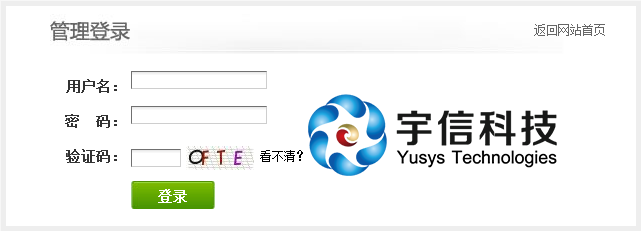 管理登录
返回网站首页
用户名：
密　码：
验证码：
OFTE
看不清？
登录
宇信科技
Yusys Technologies